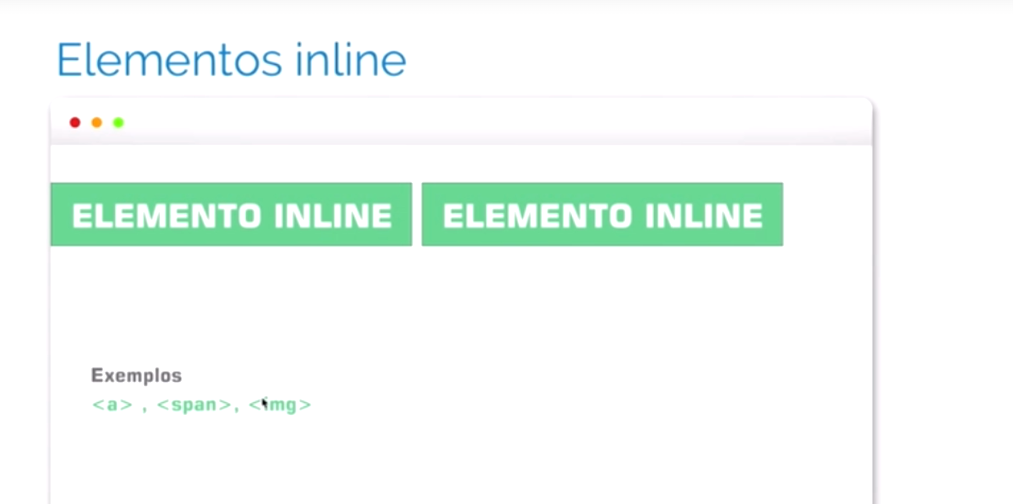 Elementos inline
ELEMENTO INLINE ELEMENTO INLINE
Exemplos
<a> , <span>, <img>